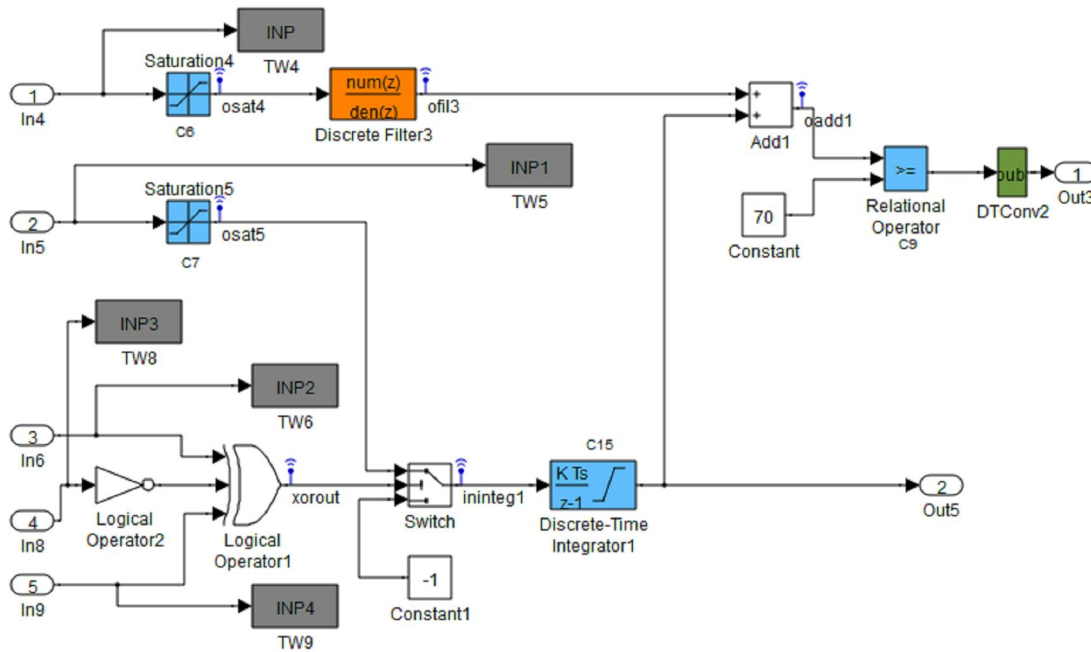 INP
TW4
Saturation4
1
In4
C6
osat4
num(z)
den(z)
Discrete Filter3
ofil3
+
+
Add1
oadd1
INP1
TW5
Saturation5
2
In5
C7
osat5
70
Constant
>=
Relational
Operator
C9
oub
DTConv2
1
Out3
INP3
TW8
INP2
TW6
3
In6
4
In8
Logical
Operator2
xorout
Logical
Operator1
5
In9
INP4
TW9
Switch
ininteg1
-1
Constant1
C15
K Ts
z-1
Discrete-Time
Integrator1
2
Out5